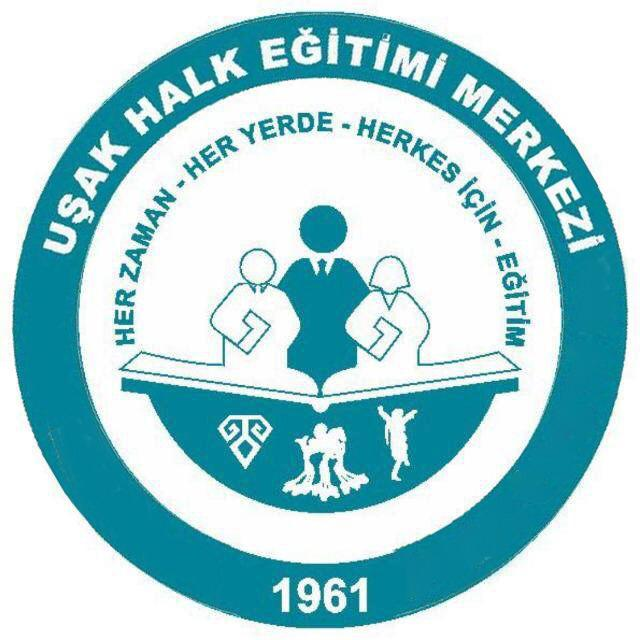 UŞAK HALK EĞİTİMİ MERKEZİ
HER ZAMAN - HER YERDE - HERKES İÇİN - EĞİTİM
1961